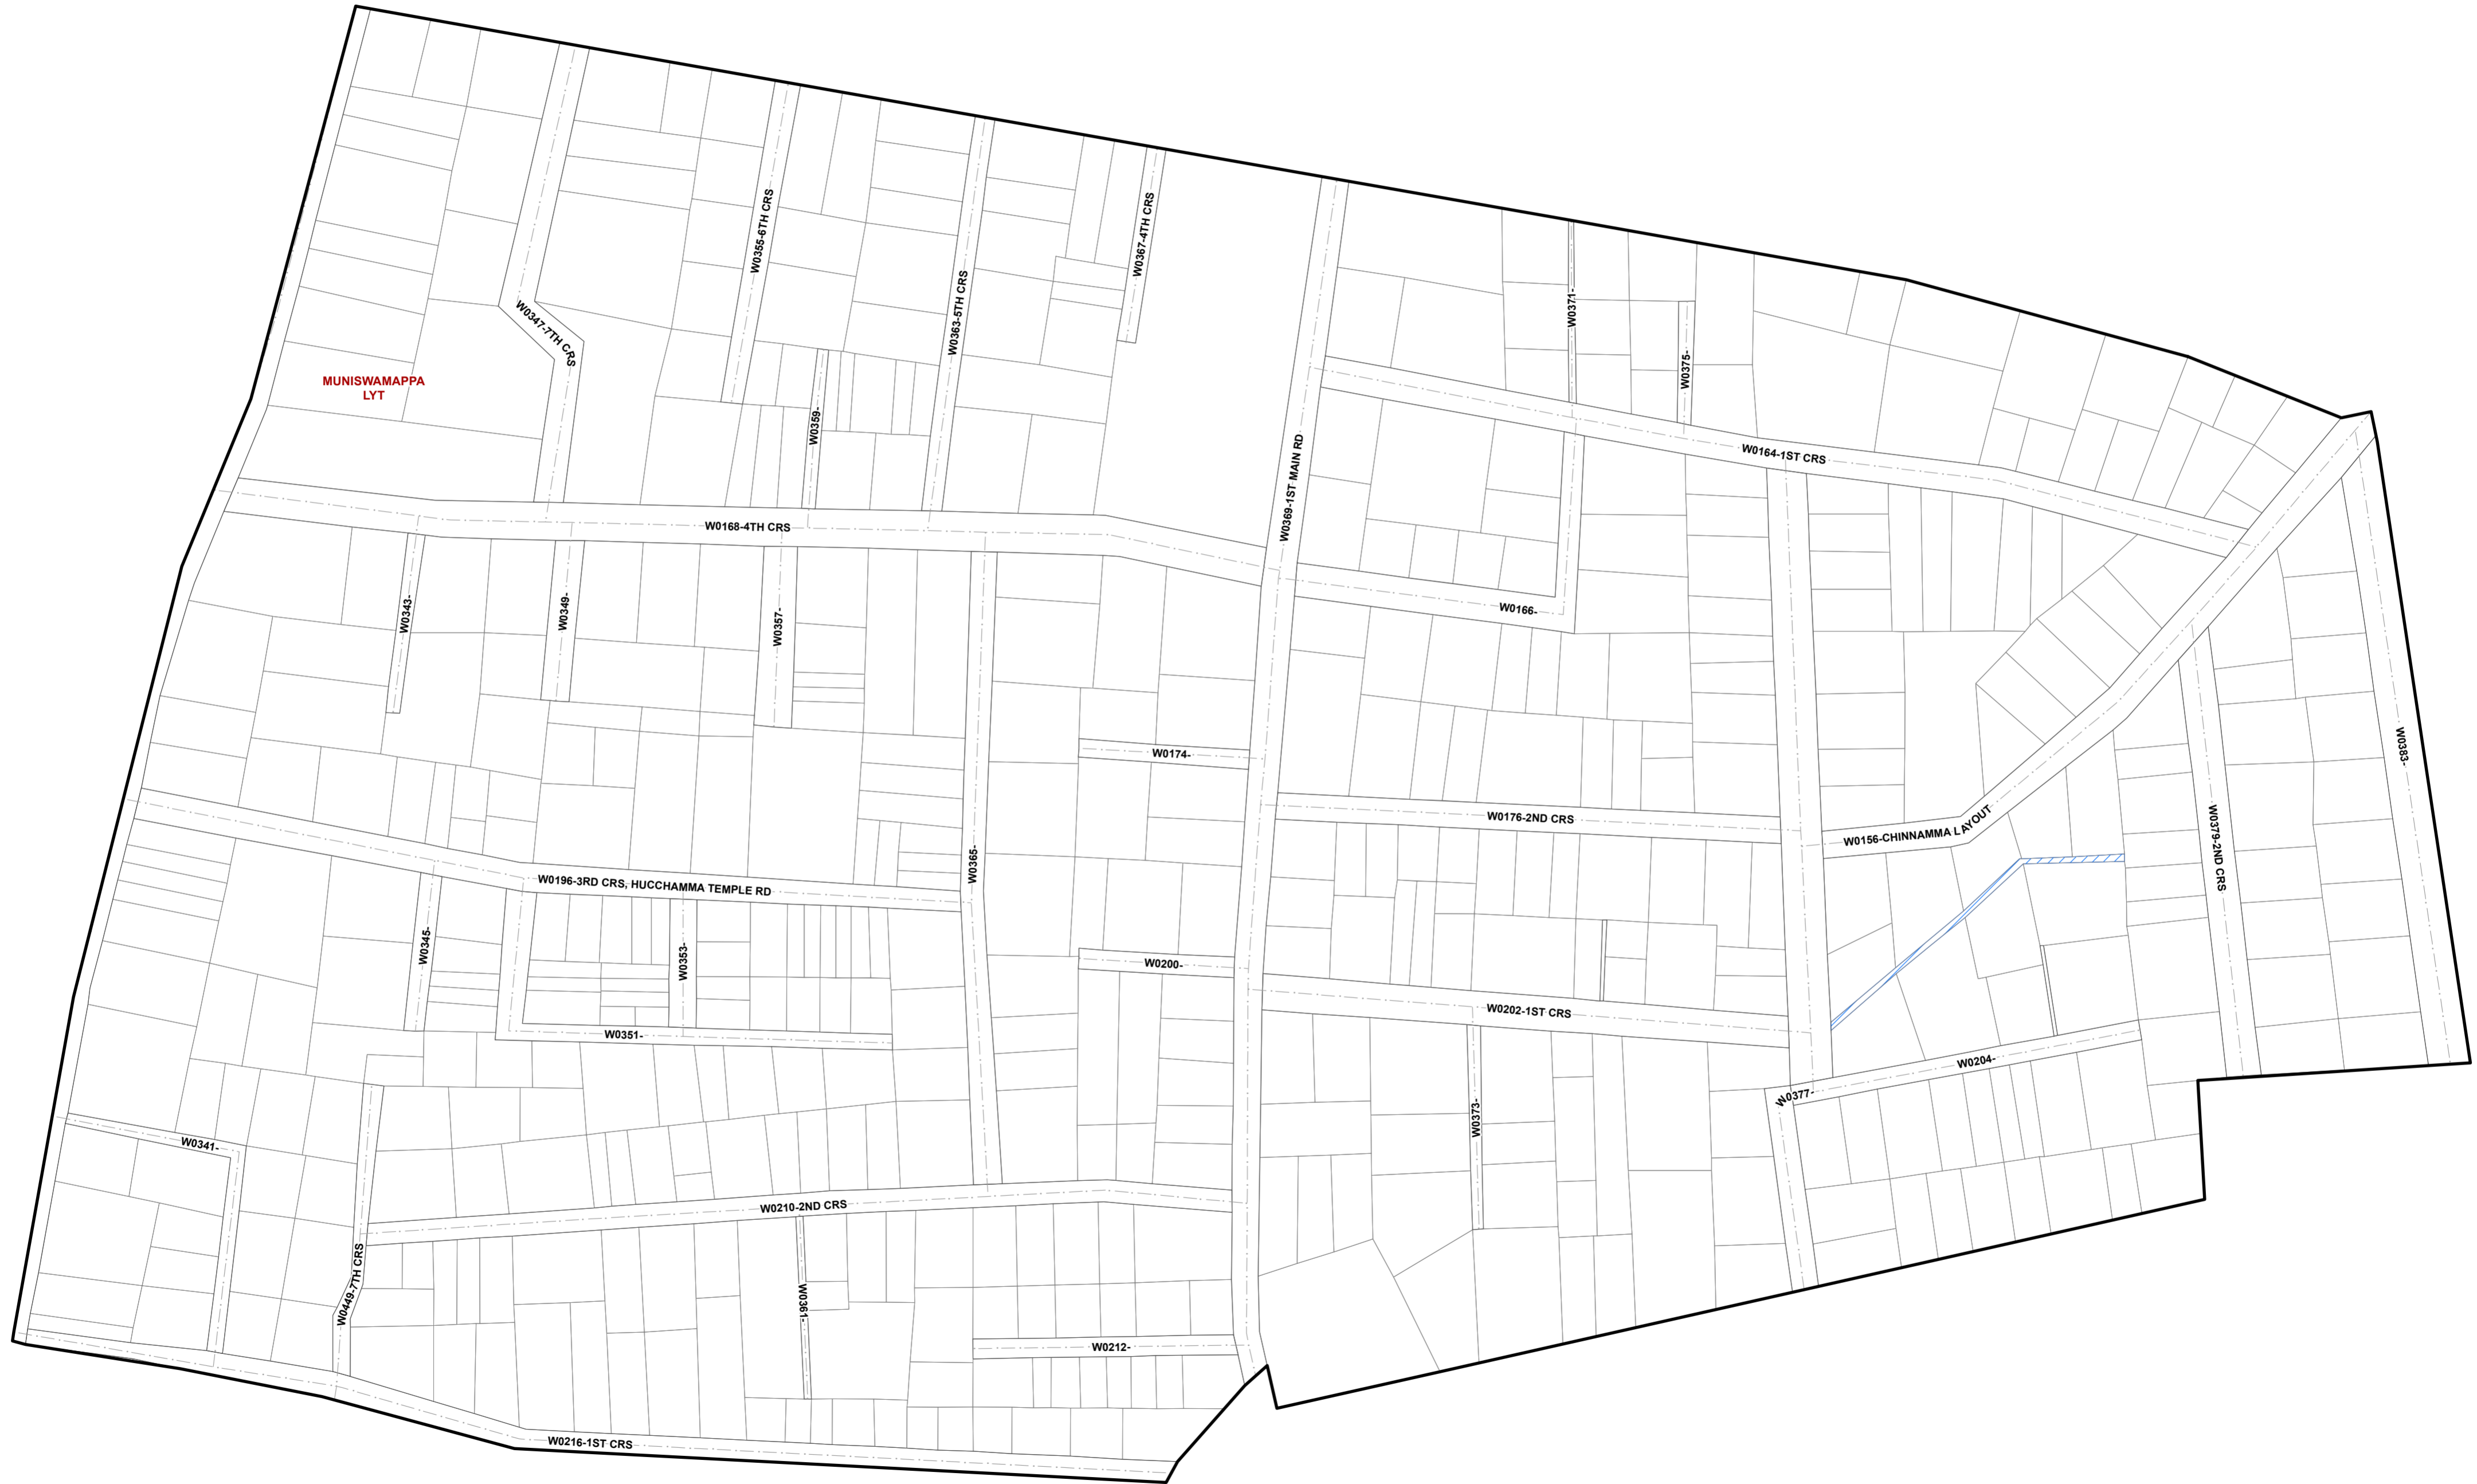 W0355-6TH CRS
W0367-4TH CRS
W0363-5TH CRS
W0371-
W0347-7TH CRS
W0375-
MUNISWAMAPPA
LYT
W0359-
W0369-1ST MAIN RD
W0164-1ST CRS
W0168-4TH CRS
W0343-
W0349-
W0357-
W0166-
W0383-
W0174-
W0176-2ND CRS
W0156-CHINNAMMA LAYOUT
W0379-2ND CRS
W0365-
W0196-3RD CRS, HUCCHAMMA TEMPLE RD
W0345-
W0353-
W0200-
W0202-1ST CRS
W0351-
W0204-
W0377-
W0373-
W0341-
W0210-2ND CRS
W0449-7TH CRS
W0361-
W0212-
W0216-1ST CRS